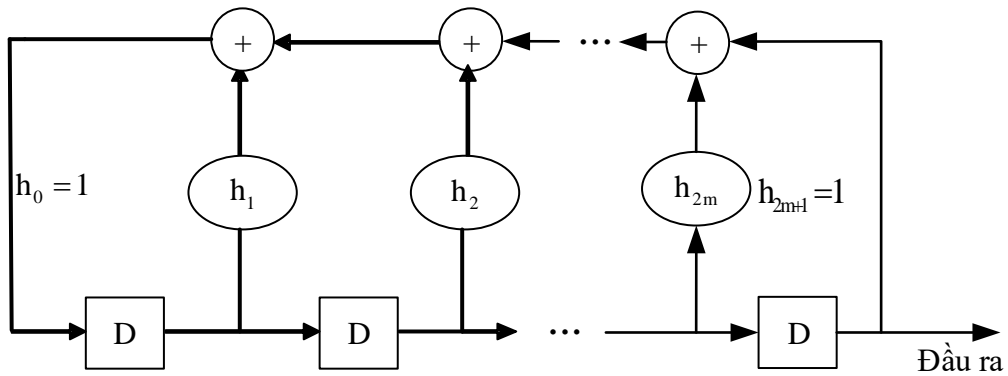 + + ... +
h₀ = 1
h₁
h₂
h₂ₘ
h₂ₘ₊₁=1
D
D
...
D
Đầu ra